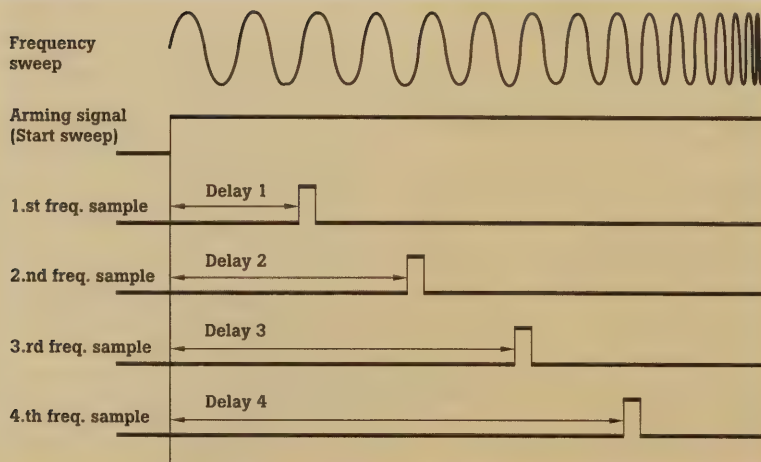 Frequency
sweep
Arming signal
(Start sweep)
Delay 1
1.st freq. sample
Delay 2
2.nd freq. sample
Delay 3
3.rd freq. sample
Delay 4
4.th freq. sample